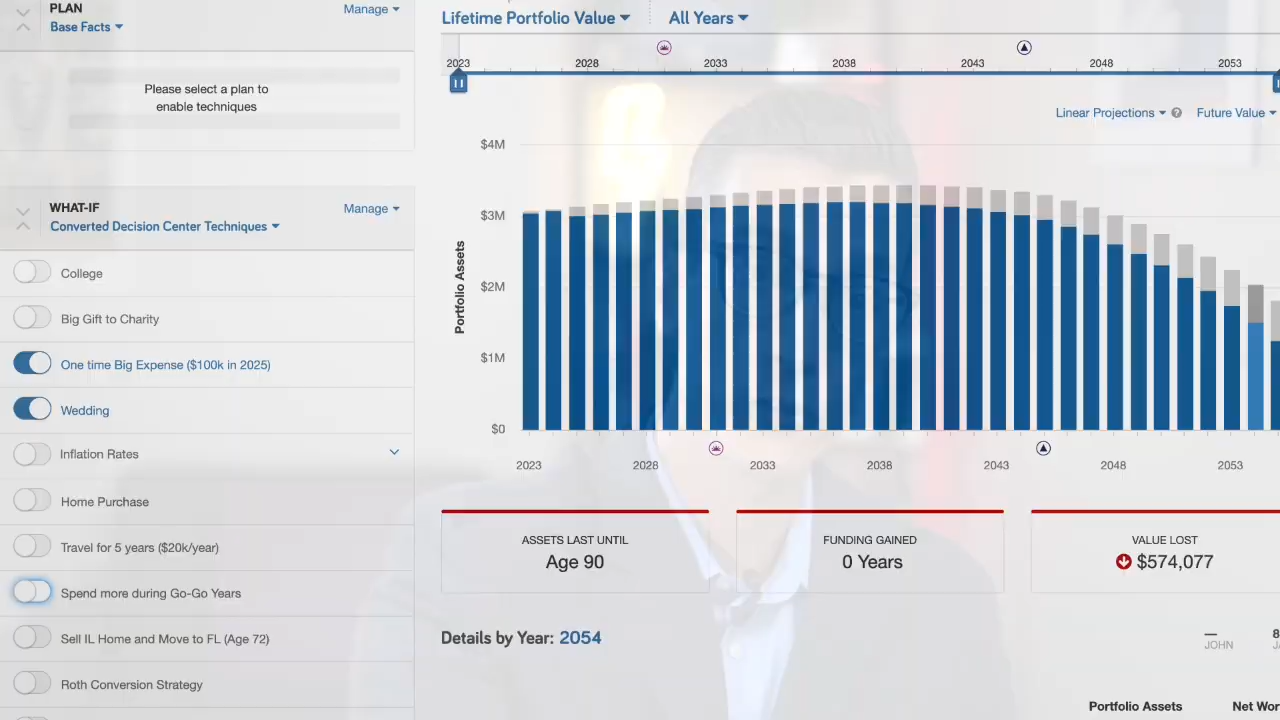 PLAN
Manage
Base Facts
Please select a plan to
enable techniques
WHAT-IF
Manage
Converted Decision Center Techniques
College
Big Gift to Charity
One time Big Expense ($100k in 2025)
Wedding
Inflation Rates
Home Purchase
Travel for 5 years ($20k/year)
Spend more during Go-Go Years
Sell IL Home and Move to FL (Age 72)
Roth Conversion Strategy
Lifetime Portfolio Value
All Years
2023 2028 2033 2038 2043 2048 2053
Linear Projections ? Future Value
Portfolio Assets
$4M
$3M
$2M
$1M
$0
2023 2028 2033 2038 2043 2048 2053
ASSETS LAST UNTIL
Age 90
FUNDING GAINED
0 Years
VALUE LOST
$574,077
Details by Year: 2054
— 8
JOHN JA
Portfolio Assets Net Wor